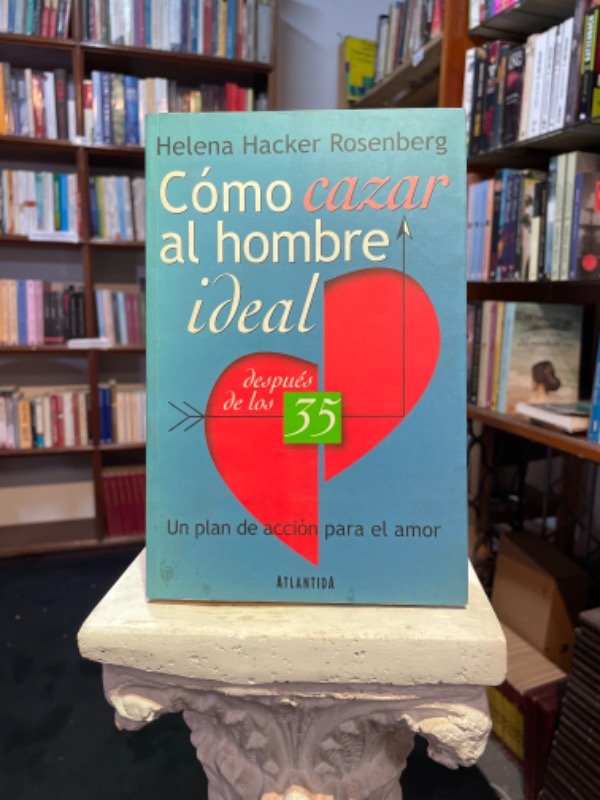 Helena Hacker Rosenberg
Cómo cazar
al hombre
ideal
después
de los
35
Un plan de acción para el amor
ATLANTIDA